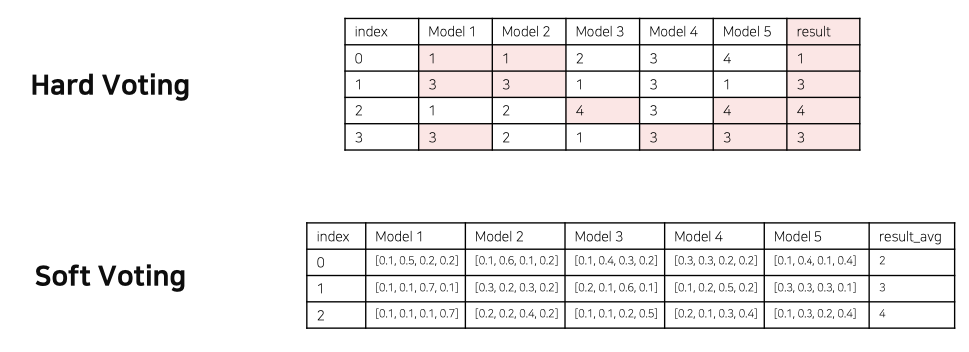 Hard Voting
index Model 1 Model 2 Model 3 Model 4 Model 5 result
0 1 1 2 3 4 1
1 3 3 1 3 1 3
2 1 2 4 3 4 4
3 3 2 1 3 3 3
Soft Voting
index Model 1 Model 2 Model 3 Model 4 Model 5 result_avg
0 [0.1, 0.5, 0.2, 0.2] [0.1, 0.6, 0.1, 0.2] [0.1, 0.4, 0.3, 0.2] [0.3, 0.3, 0.2, 0.2] [0.1, 0.4, 0.1, 0.4] 2
1 [0.1, 0.1, 0.7, 0.1] [0.3, 0.2, 0.3, 0.2] [0.2, 0.1, 0.6, 0.1] [0.1, 0.2, 0.5, 0.2] [0.3, 0.3, 0.3, 0.1] 3
2 [0.1, 0.1, 0.1, 0.7] [0.2, 0.2, 0.4, 0.2] [0.1, 0.1, 0.2, 0.5] [0.2, 0.1, 0.3, 0.4] [0.1, 0.3, 0.2, 0.4] 4